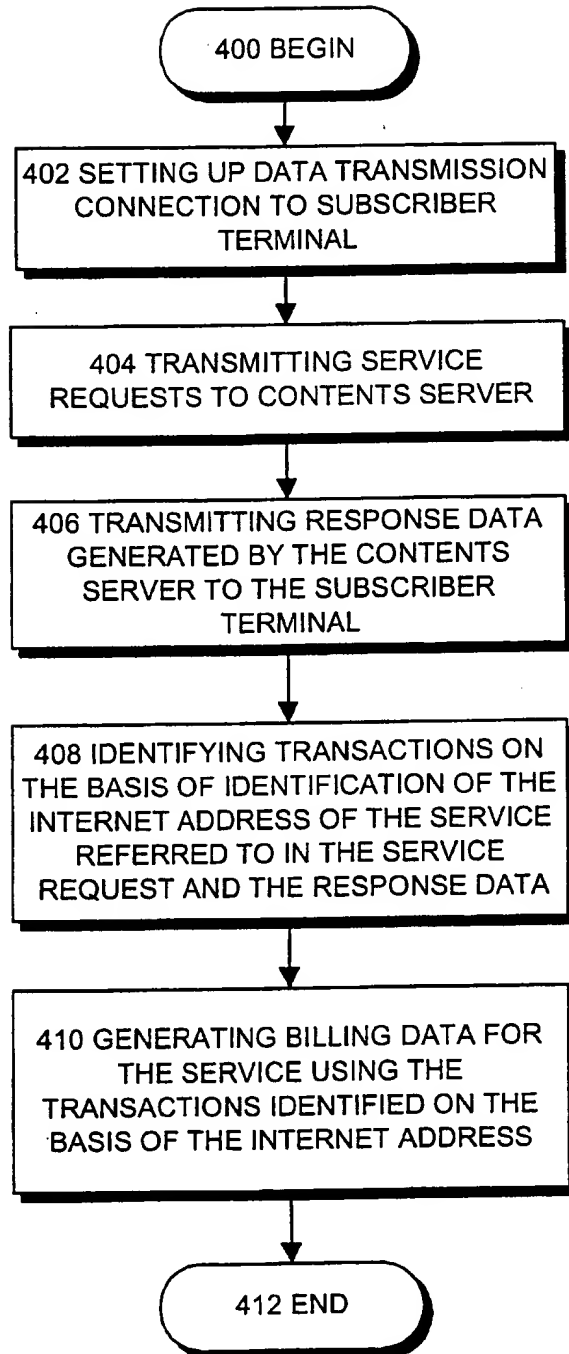 400 BEGIN
402 SETTING UP DATA TRANSMISSION
CONNECTION TO SUBSCRIBER
TERMINAL
404 TRANSMITTING SERVICE
REQUESTS TO CONTENTS SERVER
406 TRANSMITTING RESPONSE DATA
GENERATED BY THE CONTENTS
SERVER TO THE SUBSCRIBER
TERMINAL
408 IDENTIFYING TRANSACTIONS ON
THE BASIS OF IDENTIFICATION OF THE
INTERNET ADDRESS OF THE SERVICE
REFERRED TO IN THE SERVICE
REQUEST AND THE RESPONSE DATA
410 GENERATING BILLING DATA FOR
THE SERVICE USING THE
TRANSACTIONS IDENTIFIED ON THE
BASIS OF THE INTERNET ADDRESS
412 END